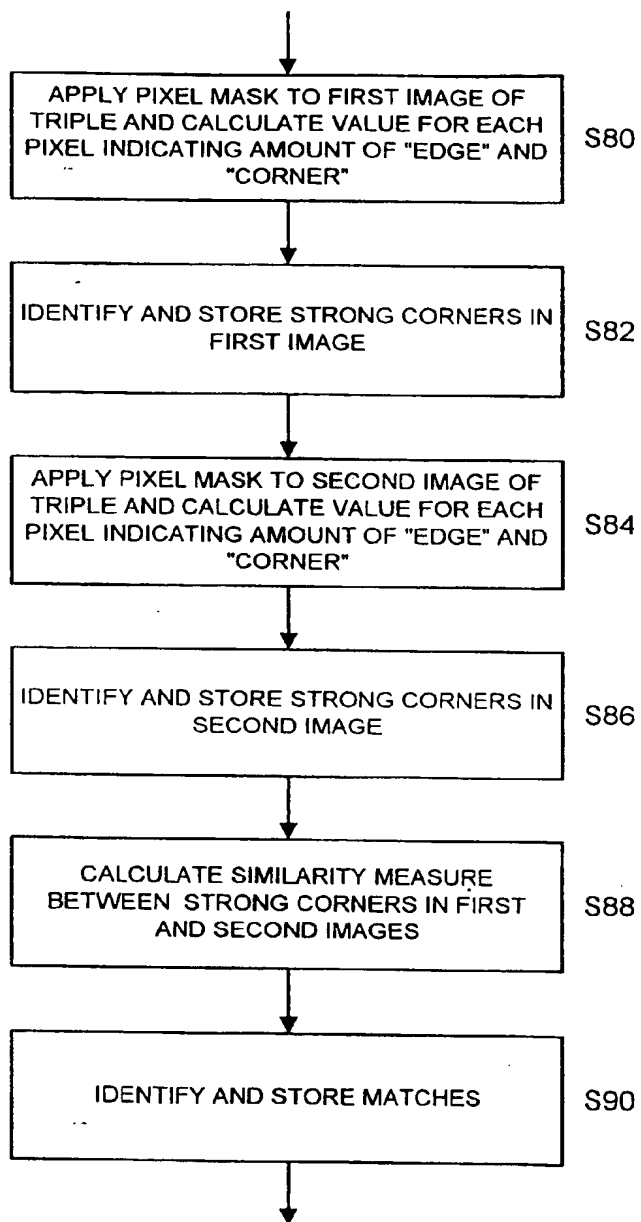 APPLY PIXEL MASK TO FIRST IMAGE OF
TRIPLE AND CALCULATE VALUE FOR EACH
PIXEL INDICATING AMOUNT OF "EDGE" AND
"CORNER"
S80
IDENTIFY AND STORE STRONG CORNERS IN
FIRST IMAGE
S82
APPLY PIXEL MASK TO SECOND IMAGE OF
TRIPLE AND CALCULATE VALUE FOR EACH
PIXEL INDICATING AMOUNT OF "EDGE" AND
"CORNER"
S84
IDENTIFY AND STORE STRONG CORNERS IN
SECOND IMAGE
S86
CALCULATE SIMILARITY MEASURE
BETWEEN STRONG CORNERS IN FIRST
AND SECOND IMAGES
S88
IDENTIFY AND STORE MATCHES
S90